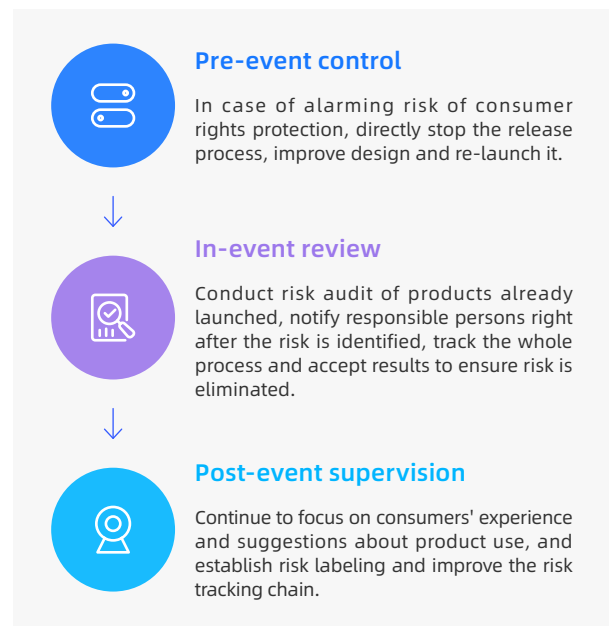 Pre-event control
In case of alarming risk of consumer
rights protection, directly stop the release
process, improve design and re-launch it.
In-event review
Conduct risk audit of products already
launched, notify responsible persons right
after the risk is identified, track the whole
process and accept results to ensure risk is
eliminated.
Post-event supervision
Continue to focus on consumers' experience
and suggestions about product use, and
establish risk labeling and improve the risk
tracking chain.